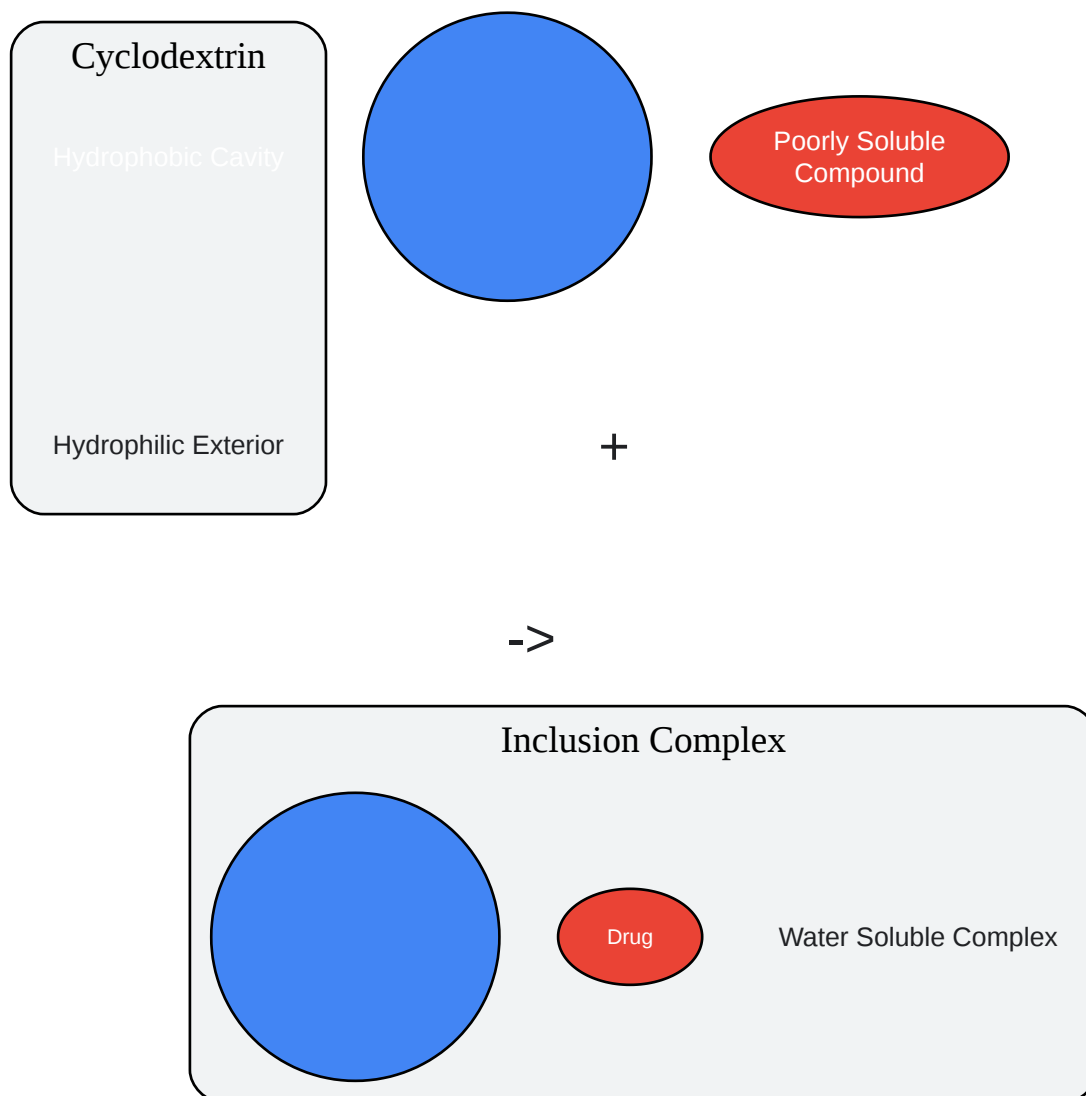 Cyclodextrin
Hydrophobic Cavity
Poorly Soluble
Compound
Hydrophilic Exterior
+
->
Inclusion Complex
Drug
Water Soluble Complex